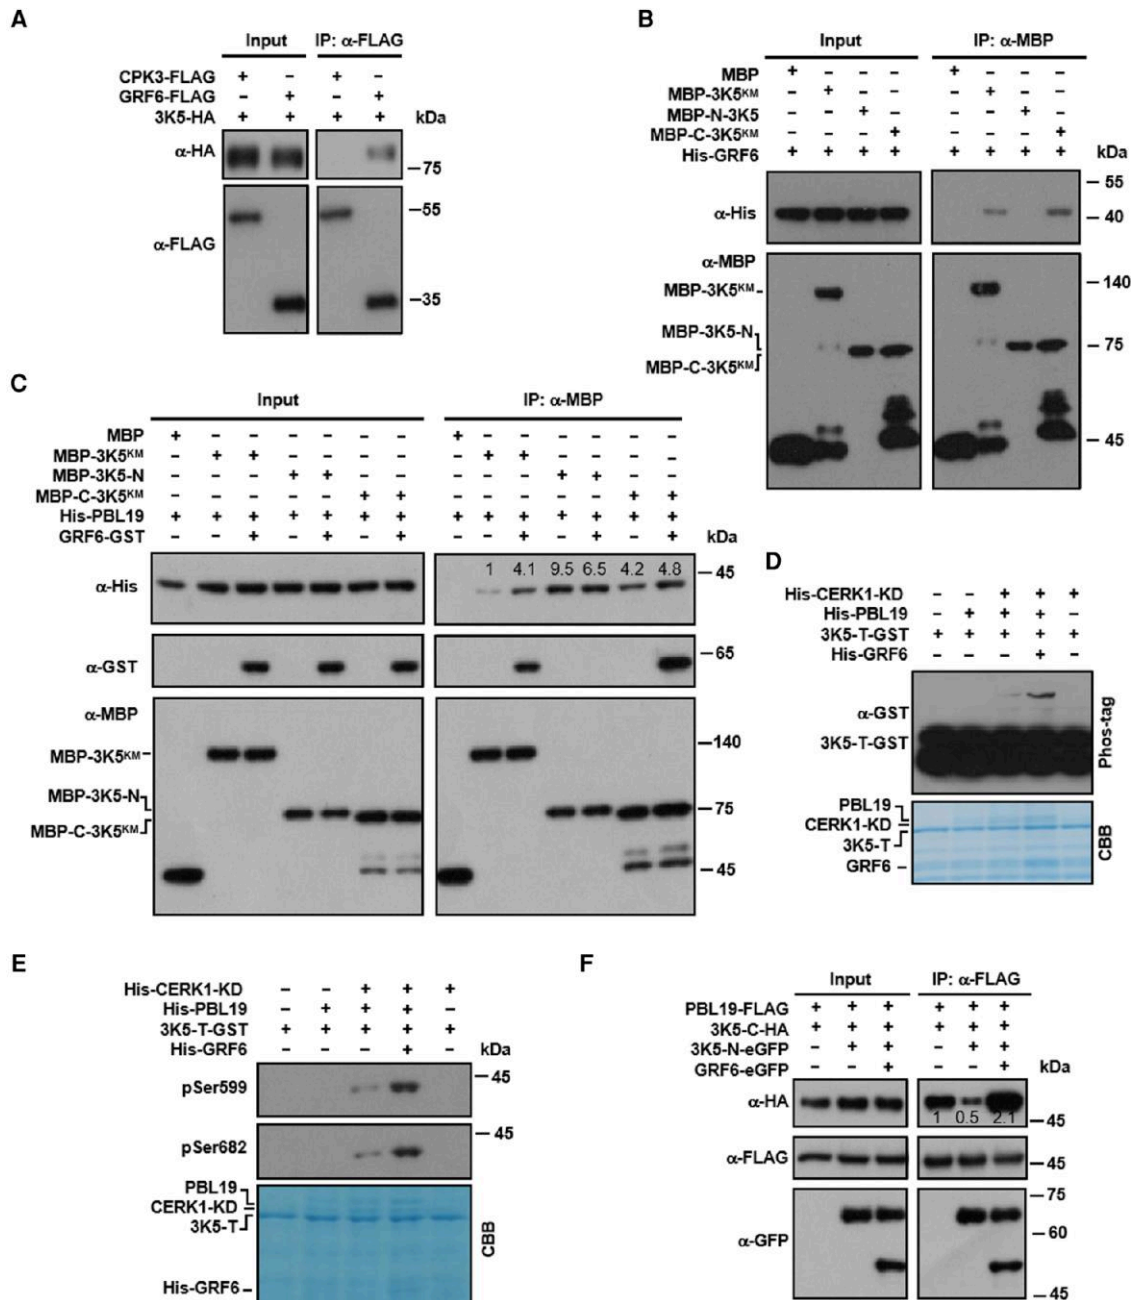 A
Input IP: α-FLAG
CPK3-FLAG + − + −
GRF6-FLAG − + − +
3K5-HA + + + + kDa
α-HA
−75
−55
α-FLAG
−35
B
Input IP: α-MBP
MBP + − − − + − − −
MBP-3K5ᴷᴹ − + − − − + − −
MBP-N-3K5 − − + − − − + −
MBP-C-3K5ᴷᴹ − − − + − − − +
His-GRF6 + + + + + + + + kDa
−55
α-His −40
α-MBP
MBP-3K5ᴷᴹ − −140
MBP-3K5-N −75
MBP-C-3K5ᴷᴹ
−45
C
Input IP: α-MBP
MBP + − − − − − − + − − − − − −
MBP-3K5ᴷᴹ − + + − − − − − + + − − − −
MBP-3K5-N − − − + + − − − − − + + − −
MBP-C-3K5ᴷᴹ − − − − − + + − − − − − + +
His-PBL19 + + + + + + + + + + + + + +
GRF6-GST − − + − + − + − − + − + − + kDa
−45
α-His 1 4.1 9.5 6.5 4.2 4.8
−65
α-GST
α-MBP
MBP-3K5ᴷᴹ − −140
MBP-3K5-N −75
MBP-C-3K5ᴷᴹ
−45
D
His-CERK1-KD − − + + +
His-PBL19 − + + + −
3K5-T-GST + + + + +
His-GRF6 − − − + −
α-GST
3K5-T-GST
Phos-tag
PBL19
CERK1-KD
3K5-T
GRF6 −
CBB
E
His-CERK1-KD − − + + +
His-PBL19 − + + + −
3K5-T-GST + + + + +
His-GRF6 − − − + − kDa
pSer599 −45
pSer682 −45
PBL19
CERK1-KD
3K5-T
His-GRF6 −
CBB
F
Input IP: α-FLAG
PBL19-FLAG + + + + + +
3K5-C-HA + + + + + +
3K5-N-eGFP − + + − + +
GRF6-eGFP − − + − − + kDa
α-HA 1 0.5 2.1 −45
α-FLAG −45
−75
α-GFP −60
−45